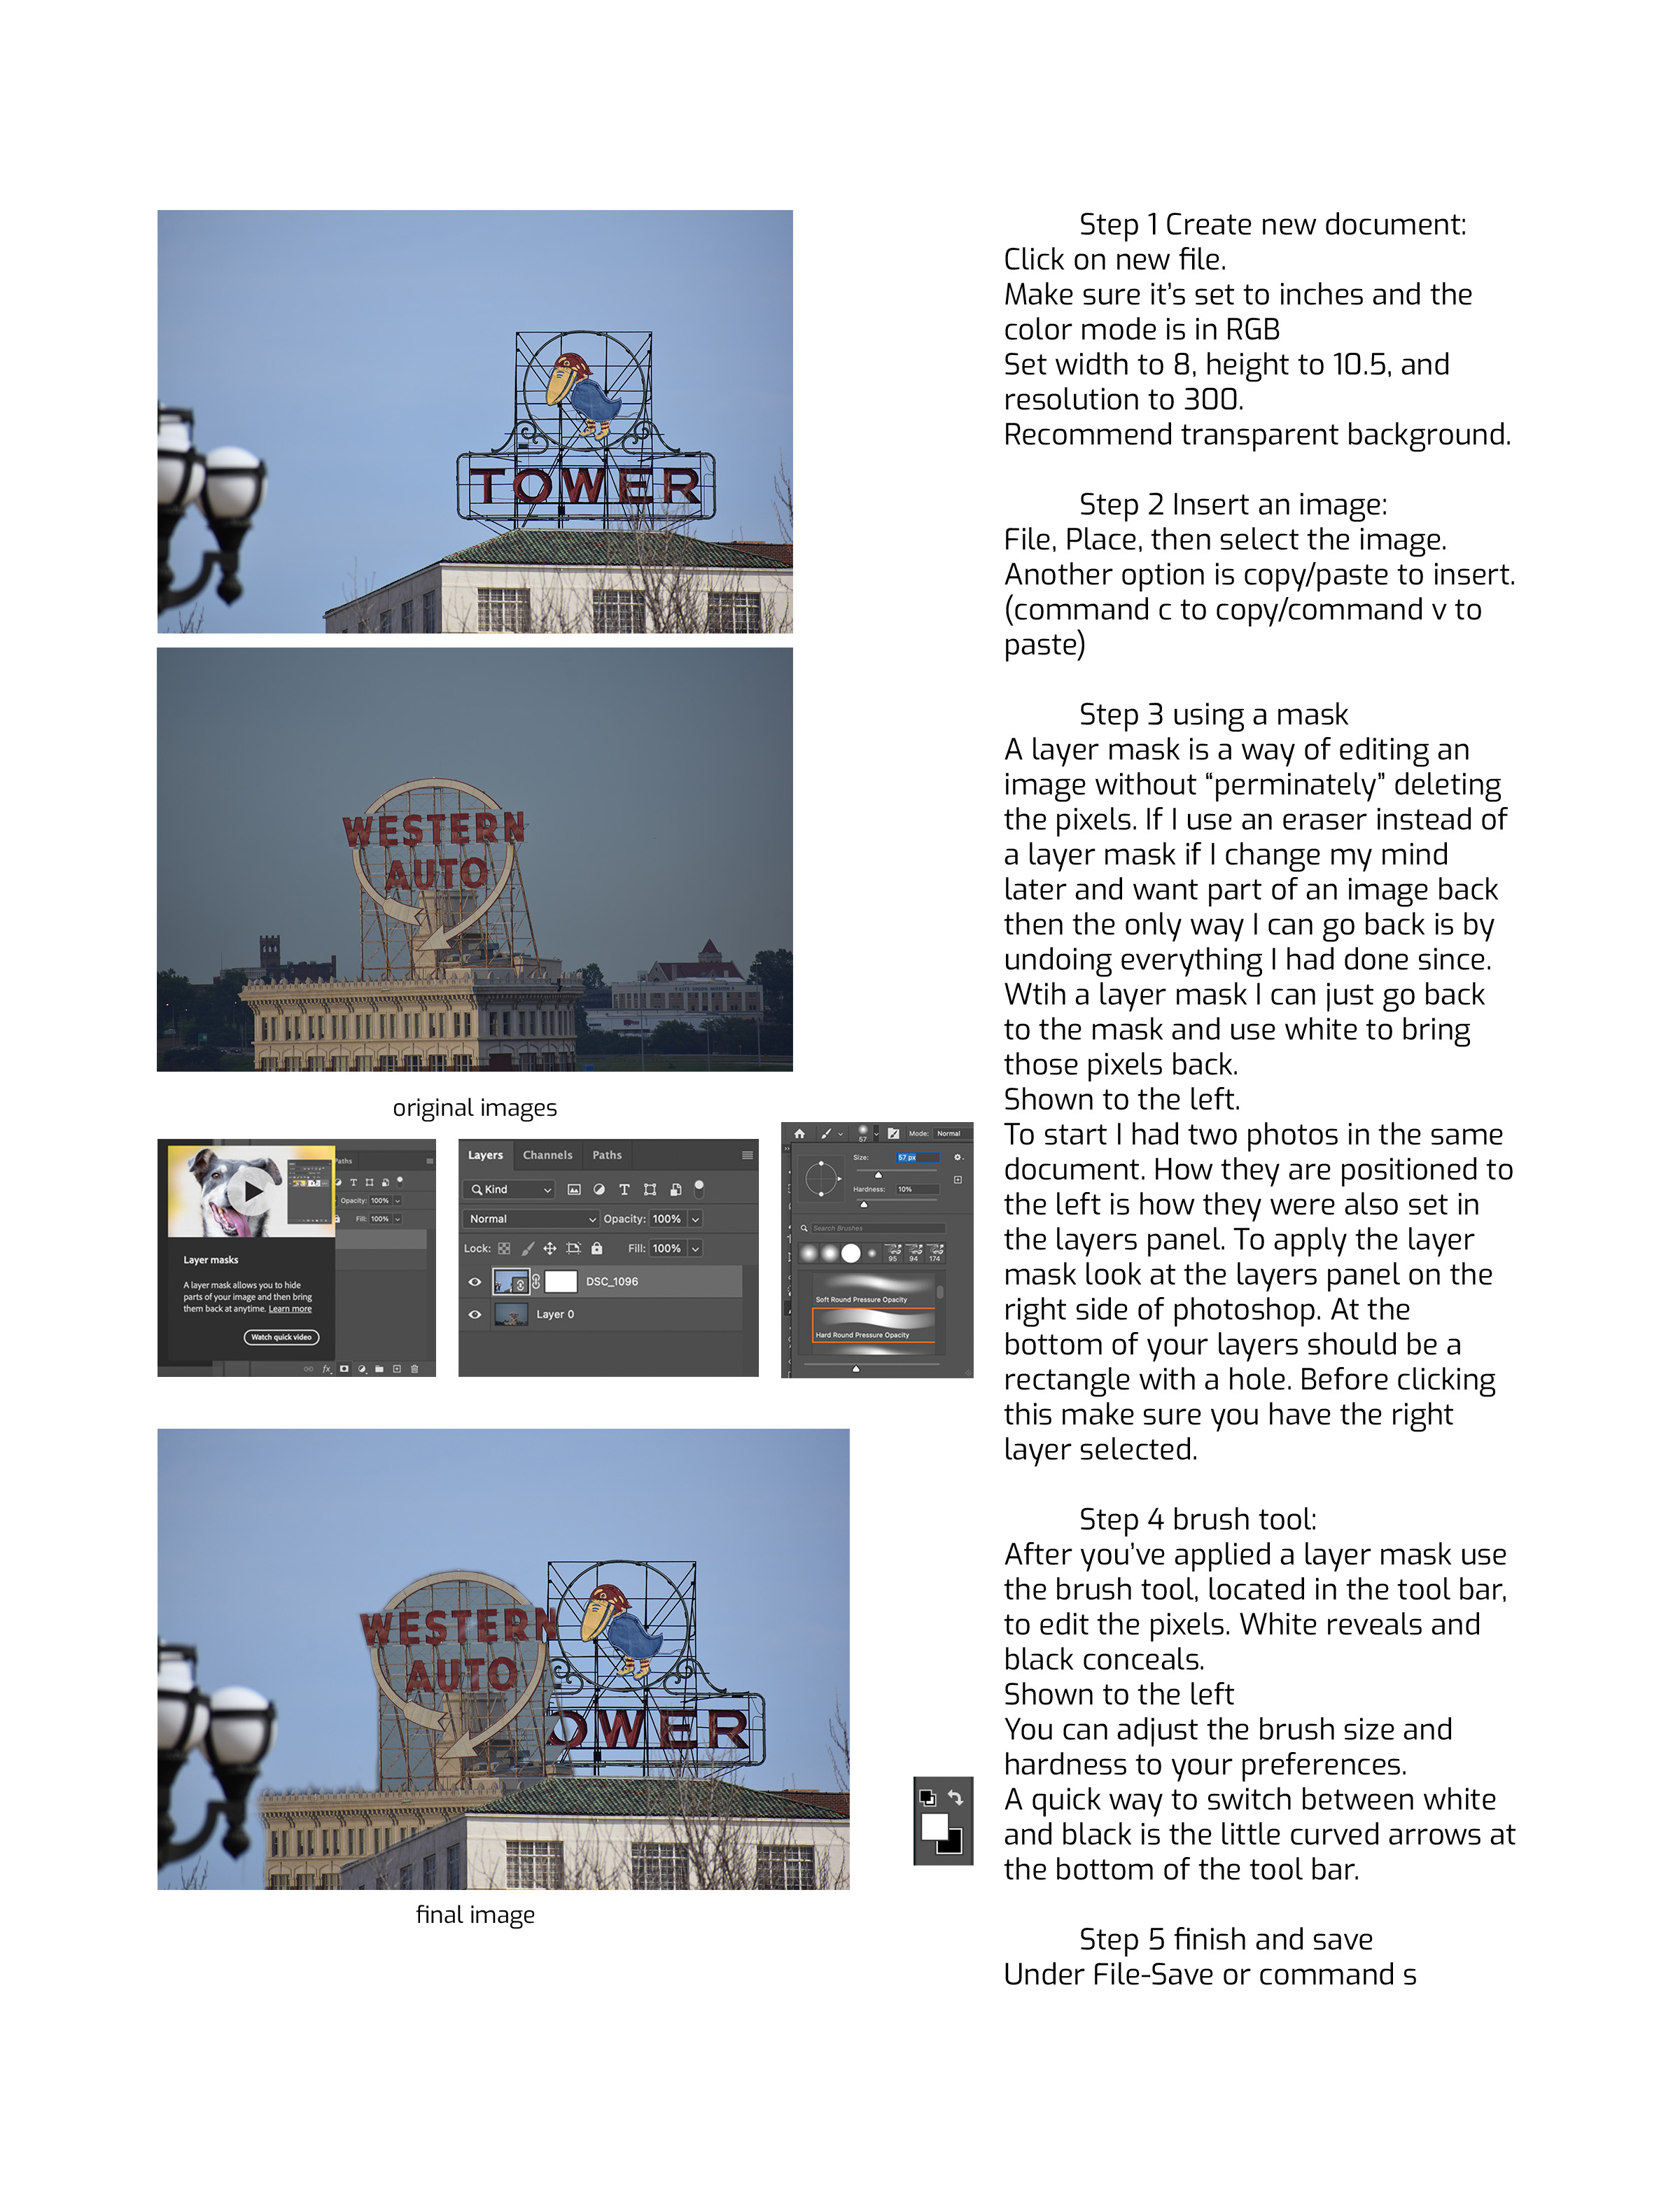 TOWER
WESTERN
AUTO
original images
Paths
Opacity: 100%
Fill: 100%
Layer masks
A layer mask allows you to hide
parts of your image and then bring
them back at anytime. Learn more
Watch quick video
fx
Layers Channels Paths
Kind
Normal Opacity: 100%
Lock: Fill: 100%
DSC_1096
Layer 0
57 Mode: Normal
Size: 57 px
Hardness: 10%
Search Brushes
95 94 174
Soft Round Pressure Opacity
Hard Round Pressure Opacity
WESTERN
AUTO
OWER
final image
Step 1 Create new document:
Click on new file.
Make sure it's set to inches and the
color mode is in RGB
Set width to 8, height to 10.5, and
resolution to 300.
Recommend transparent background.
Step 2 Insert an image:
File, Place, then select the image.
Another option is copy/paste to insert.
(command c to copy/command v to
paste)
Step 3 using a mask
A layer mask is a way of editing an
image without “perminately” deleting
the pixels. If I use an eraser instead of
a layer mask if I change my mind
later and want part of an image back
then the only way I can go back is by
undoing everything I had done since.
Wtih a layer mask I can just go back
to the mask and use white to bring
those pixels back.
Shown to the left.
To start I had two photos in the same
document. How they are positioned to
the left is how they were also set in
the layers panel. To apply the layer
mask look at the layers panel on the
right side of photoshop. At the
bottom of your layers should be a
rectangle with a hole. Before clicking
this make sure you have the right
layer selected.
Step 4 brush tool:
After you've applied a layer mask use
the brush tool, located in the tool bar,
to edit the pixels. White reveals and
black conceals.
Shown to the left
You can adjust the brush size and
hardness to your preferences.
A quick way to switch between white
and black is the little curved arrows at
the bottom of the tool bar.
Step 5 finish and save
Under File-Save or command s